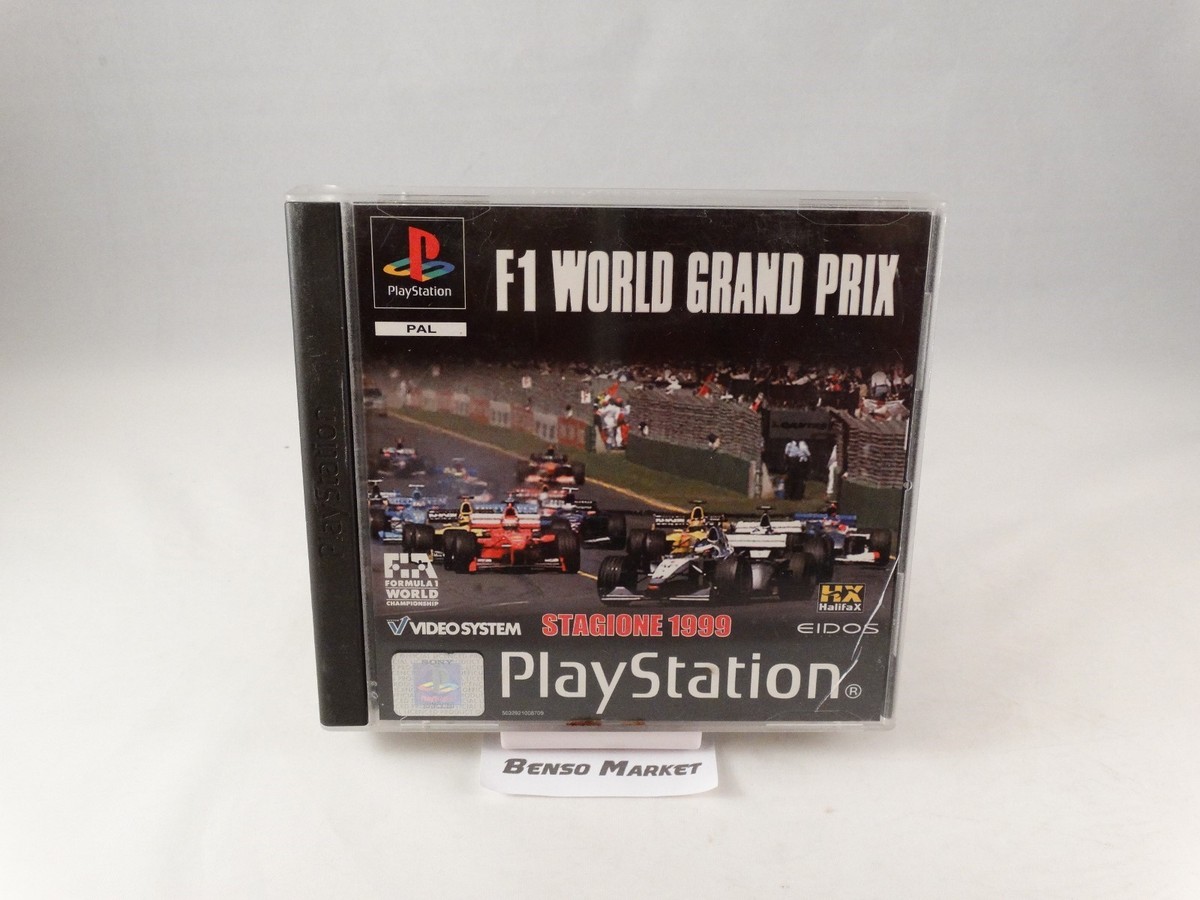 PlayStation
F1 WORLD GRAND PRIX
PAL
PlayStation
FIA
FORMULA 1
WORLD
CHAMPIONSHIP
HX
HalifaX
VIDEO SYSTEM
STAGIONE 1999
EIDOS
SONY
PlayStation®
BENSO MARKET